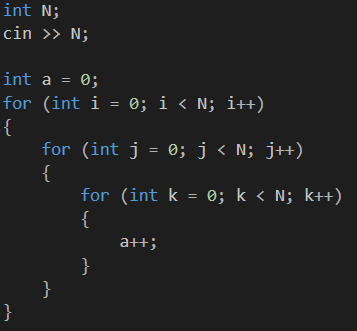 int N;
cin >> N;

int a = 0;
for (int i = 0; i < N; i++)
{
    for (int j = 0; j < N; j++)
    {
        for (int k = 0; k < N; k++)
        {
            a++;
        }
    }
}